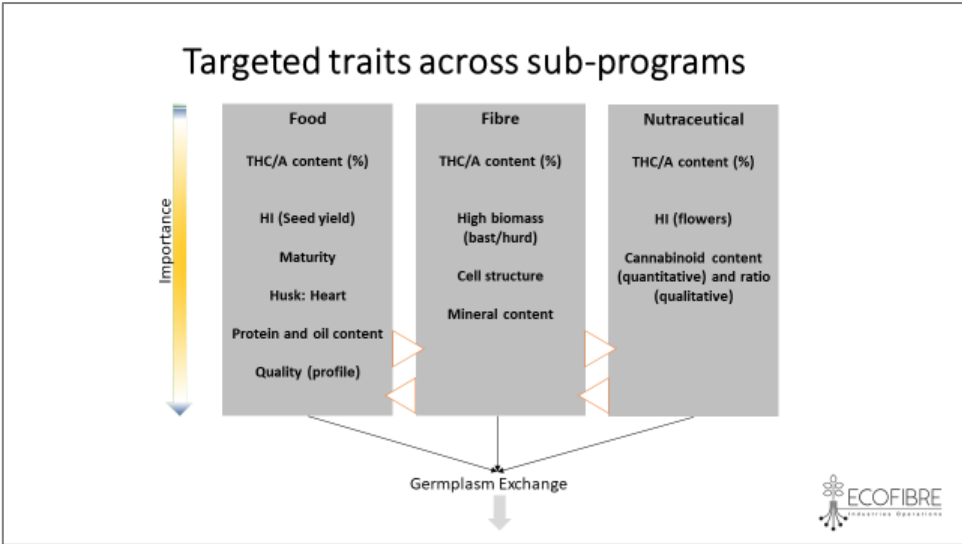 Targeted traits across sub-programs
Importance
Food
THC/A content (%)
HI (Seed yield)
Maturity
Husk: Heart
Protein and oil content
Quality (profile)
Fibre
THC/A content (%)
High biomass
(bast/hurd)
Cell structure
Mineral content
Nutraceutical
THC/A content (%)
HI (flowers)
Cannabinoid content
(quantitative) and ratio
(qualitative)
Germplasm Exchange
ECOFIBRE
Industries Operations